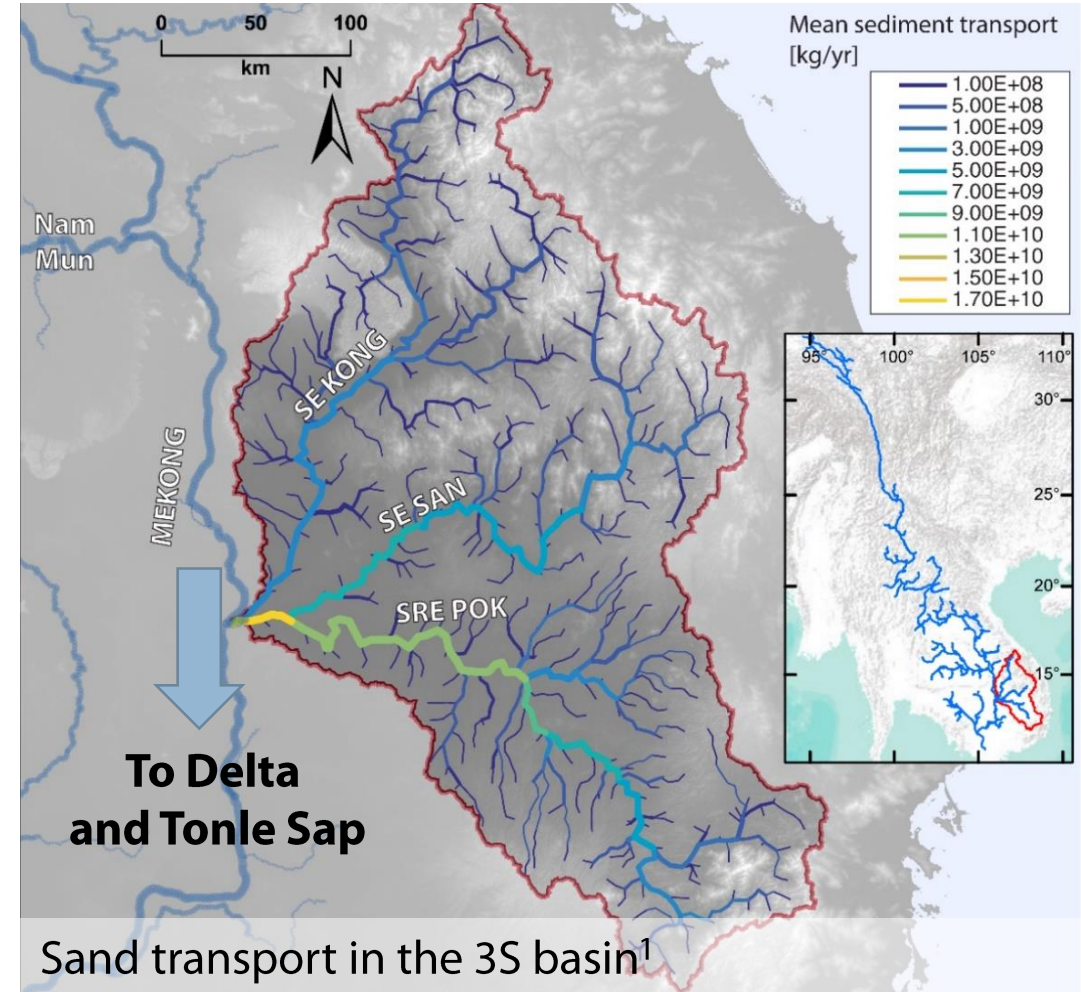 0 50 100
km
N
Mean sediment transport
[kg/yr]
1.00E+08
5.00E+08
1.00E+09
3.00E+09
5.00E+09
7.00E+09
9.00E+09
1.10E+10
1.30E+10
1.50E+10
1.70E+10
Nam
Mun
SE KONG
MEKONG
SE SAN
SRE POK
95° 100° 105° 110°
30°
25°
20°
15°
To Delta
and Tonle Sap
Sand transport in the 3S basin¹